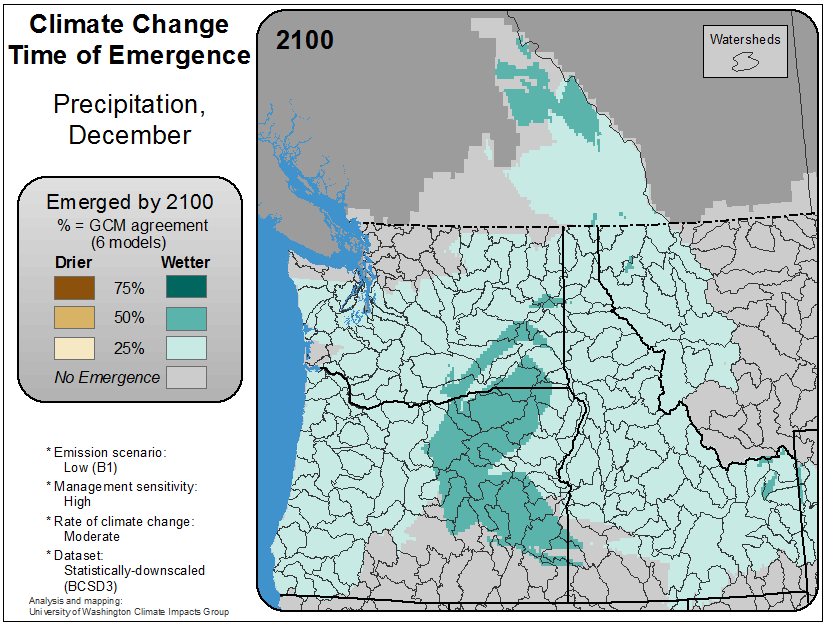 Climate Change
Time of Emergence
Precipitation,
December
Emerged by 2100
% = GCM agreement
(6 models)
Drier Wetter
75%
50%
25%
No Emergence
* Emission scenario:
Low (B1)
* Management sensitivity:
High
* Rate of climate change:
Moderate
* Dataset:
Statistically-downscaled
(BCSD3)
Analysis and mapping:
University of Washington Climate Impacts Group
2100
Watersheds